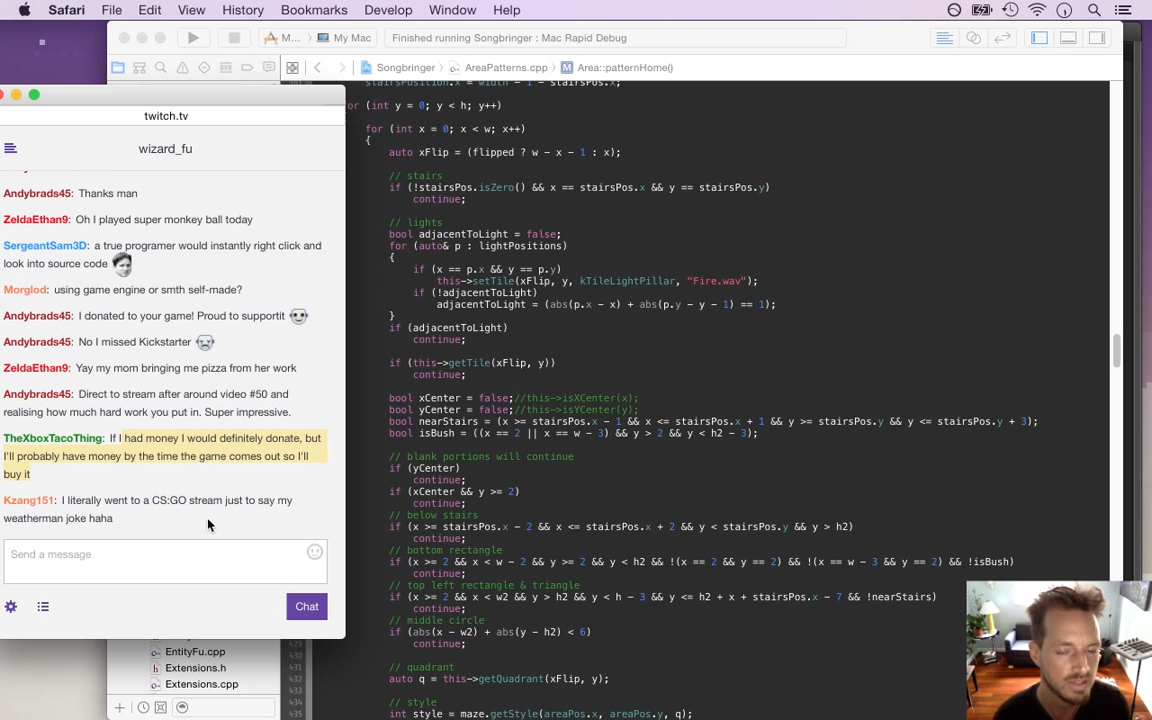 Safari File Edit View History Bookmarks Develop Window Help
M... My Mac Finished running Songbringer : Mac Rapid Debug
Songbringer AreaPatterns.cpp M Area::patternHome()
twitch.tv
wizard_fu
Andybrads45: Thanks man
ZeldaEthan9: Oh I played super monkey ball today
SergeantSam3D: a true programer would instantly right click and
look into source code
Morglod: using game engine or smth self-made?
Andybrads45: I donated to your game! Proud to supportit
Andybrads45: No I missed Kickstarter
ZeldaEthan9: Yay my mom bringing me pizza from her work
Andybrads45: Direct to stream after around video #50 and
realising how much hard work you put in. Super impressive.
TheXboxTacoThing: If I had money I would definitely donate, but
I'll probably have money by the time the game comes out so I'll
buy it
Kzang151: I literally went to a CS:GO stream just to say my
weatherman joke haha
Send a message
Chat
EntityFu.cpp
h Extensions.h
Extensions.cpp
stairsPosition.x = width - 1 - stairsPos.x;
or (int y = 0; y < h; y++)
for (int x = 0; x < w; x++)
{
auto xFlip = (flipped ? w - x - 1 : x);
// stairs
if (!stairsPos.isZero() && x == stairsPos.x && y == stairsPos.y)
continue;
// lights
bool adjacentToLight = false;
for (auto& p : lightPositions)
{
if (x == p.x && y == p.y)
this->setTile(xFlip, y, kTileLightPillar, "Fire.wav");
if (!adjacentToLight)
adjacentToLight = (abs(p.x - x) + abs(p.y - y - 1) == 1);
}
if (adjacentToLight)
continue;
if (this->getTile(xFlip, y))
continue;
bool xCenter = false;//this->isXCenter(x);
bool yCenter = false;//this->isYCenter(y);
bool nearStairs = (x >= stairsPos.x - 1 && x <= stairsPos.x + 1 && y >= stairsPos.y && y <= stairsPos.y + 3);
bool isBush = ((x == 2 || x == w - 3) && y > 2 && y < h2 - 3);
// blank portions will continue
if (yCenter)
continue;
if (xCenter && y >= 2)
continue;
// below stairs
if (x >= stairsPos.x - 2 && x <= stairsPos.x + 2 && y < stairsPos.y && y > h2)
continue;
// bottom rectangle
if (x >= 2 && x < w - 2 && y >= 2 && y < h2 && !(x == 2 && y == 2) && !(x == w - 3 && y == 2) && !isBush)
continue;
// top left rectangle & triangle
if (x >= 2 && x < w2 && y > h2 && y < h - 3 && y <= h2 + x + stairsPos.x - 7 && !nearStairs)
continue;
// middle circle
if (abs(x - w2) + abs(y - h2) < 6)
continue;
// quadrant
auto q = this->getQuadrant(xFlip, y);
// style
int style = maze.getStyle(areaPos.x, areaPos.y, q);
430
431
432
433
434
435